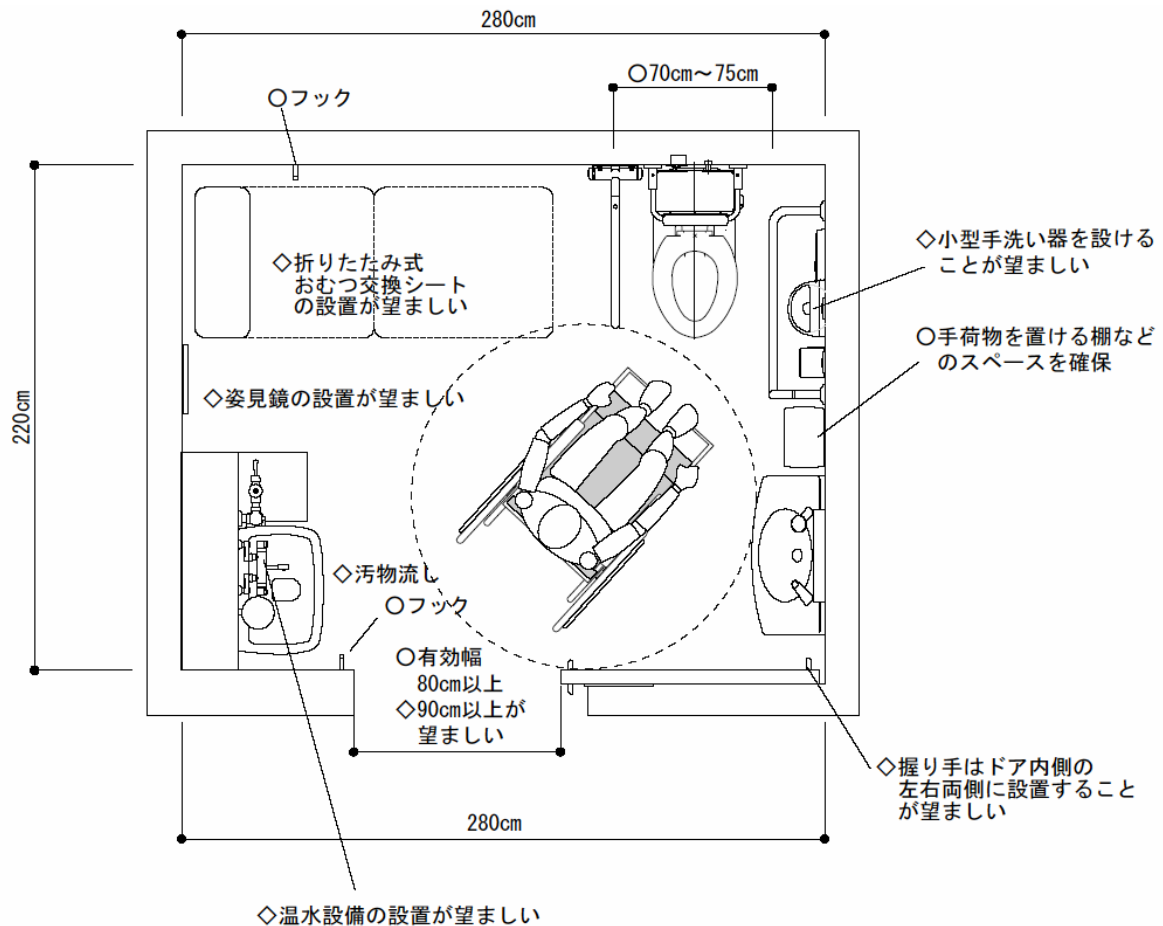 280cm
○70cm～75cm
○フック
◇小型手洗い器を設ける
ことが望ましい
◇折りたたみ式
おむつ交換シート
の設置が望ましい
○手荷物を置ける棚など
のスペースを確保
◇姿見鏡の設置が望ましい
220cm
◇汚物流し
○フック
○有効幅
80cm以上
◇90cm以上が
望ましい
◇握り手はドア内側の
左右両側に設置すること
が望ましい
280cm
◇温水設備の設置が望ましい